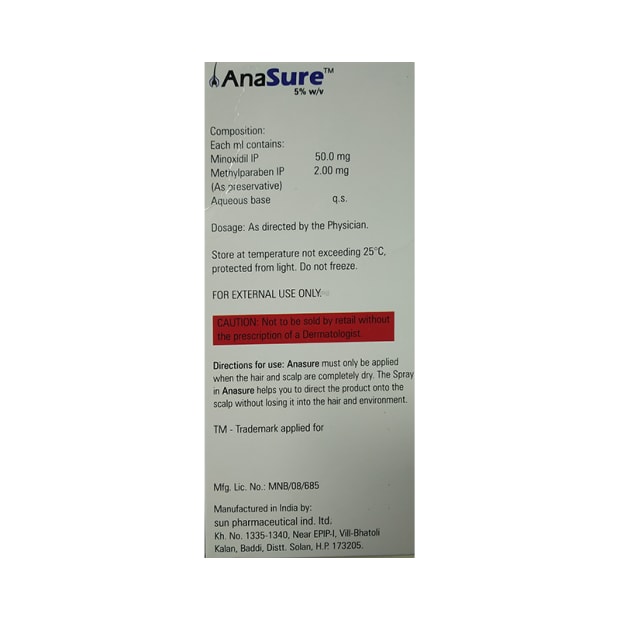 AnaSure™
5% w/v
Composition:
Each ml contains:
Minoxidil IP 50.0 mg
Methylparaben IP 2.00 mg
(As preservative)
Aqueous base q.s.
Dosage: As directed by the Physician.
Store at temperature not exceeding 25°C,
protected from light. Do not freeze.
FOR EXTERNAL USE ONLY.
CAUTION: Not to be sold by retail without
the prescription of a Dermatologist.
Directions for use: Anasure must only be applied
when the hair and scalp are completely dry. The Spray
in Anasure helps you to direct the product onto the
scalp without losing it into the hair and environment.
TM - Trademark applied for
Mfg. Lic. No.: MNB/08/685
Manufactured in India by:
sun pharmaceutical ind. ltd.
Kh. No. 1335-1340, Near EPIP-I, Vill-Bhatoli
Kalan, Baddi, Distt. Solan, H.P. 173205.